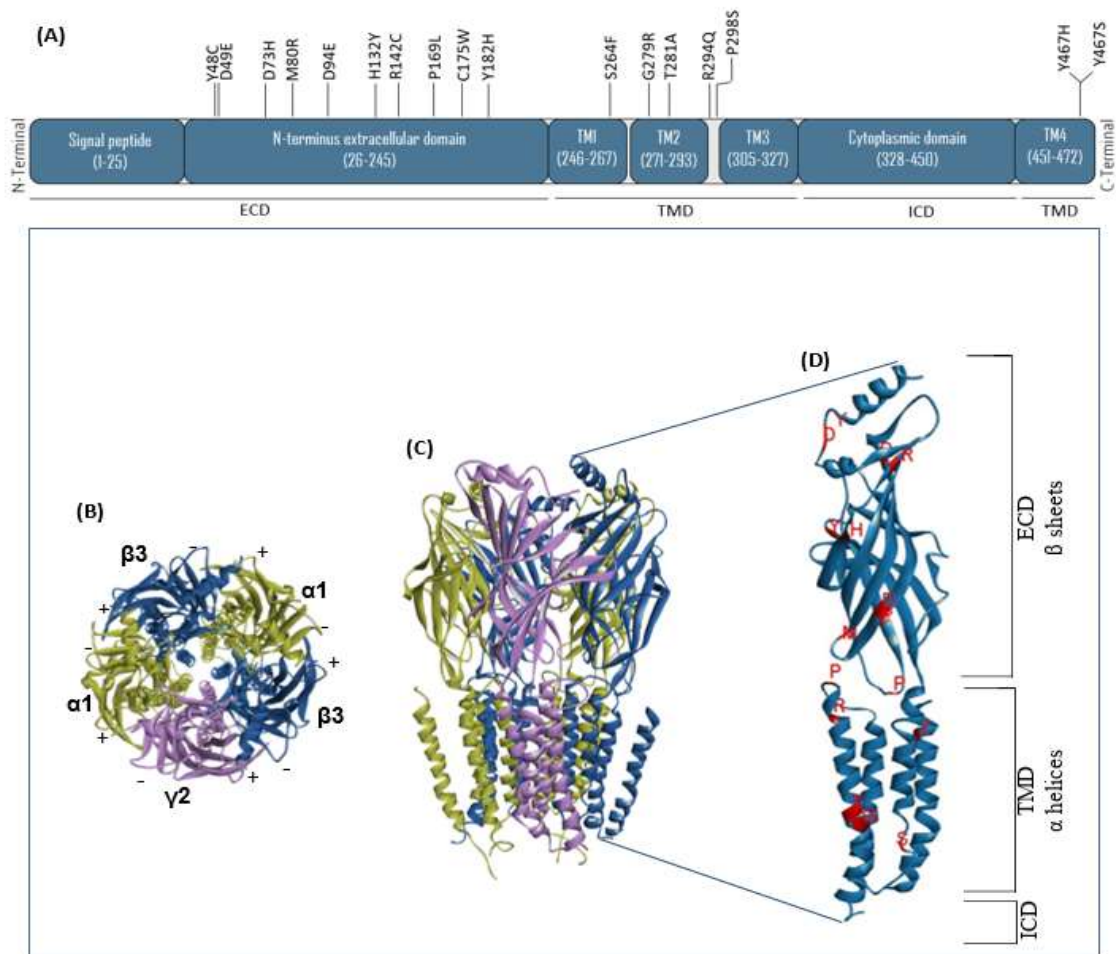 (A)
Y48C
D49E
D73H
M80R
D94E
H132Y
R142C
P169L
C175W
Y182H
S264F
G279R
T281A
R294Q
P298S
Y467H
Y467S
N-Terminal
Signal peptide
(1-25)
N-terminus extracellular domain
(26-245)
TM1
(246-267)
TM2
(271-293)
TM3
(305-327)
Cytoplasmic domain
(328-450)
TM4
(451-472)
C-Terminal
ECD
TMD
ICD
TMD
(B)
β3
-
+
α1
+
-
-
+
α1
+
β3
-
-
γ2
+
(C)
(D)
Y
D
R
H
M
P
R
S
ECD
β sheets
TMD
α helices
ICD